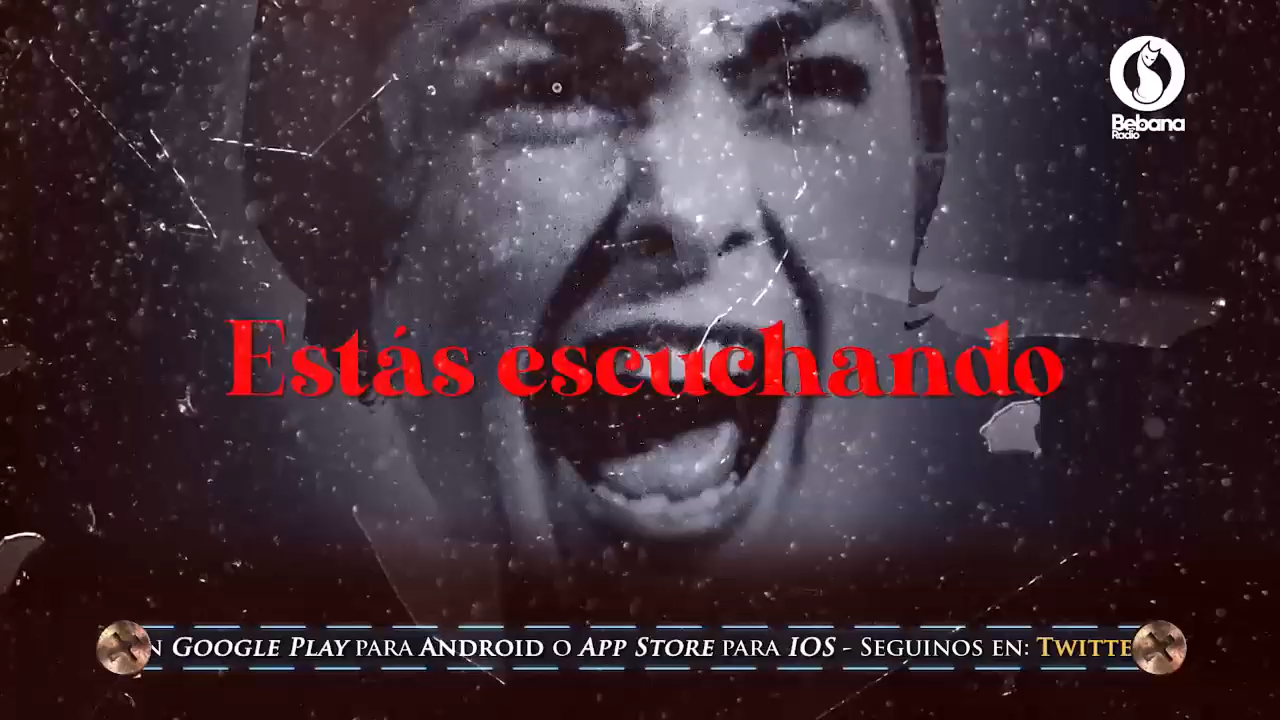 Bebana
Radio
Estás escuchando
N GOOGLE PLAY PARA ANDROID O APP STORE PARA IOS - SEGUINOS EN: TWITTE